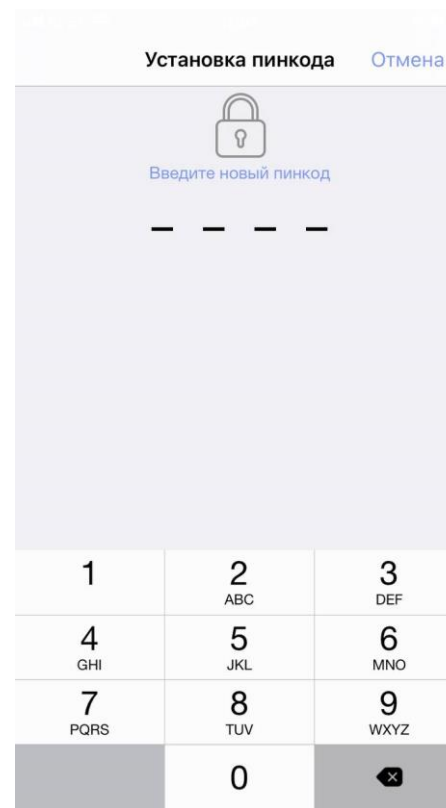 Установка пинкода Отмена
Введите новый пинкод
1 2 3
ABC DEF
4 5 6
GHI JKL MNO
7 8 9
PQRS TUV WXYZ
0